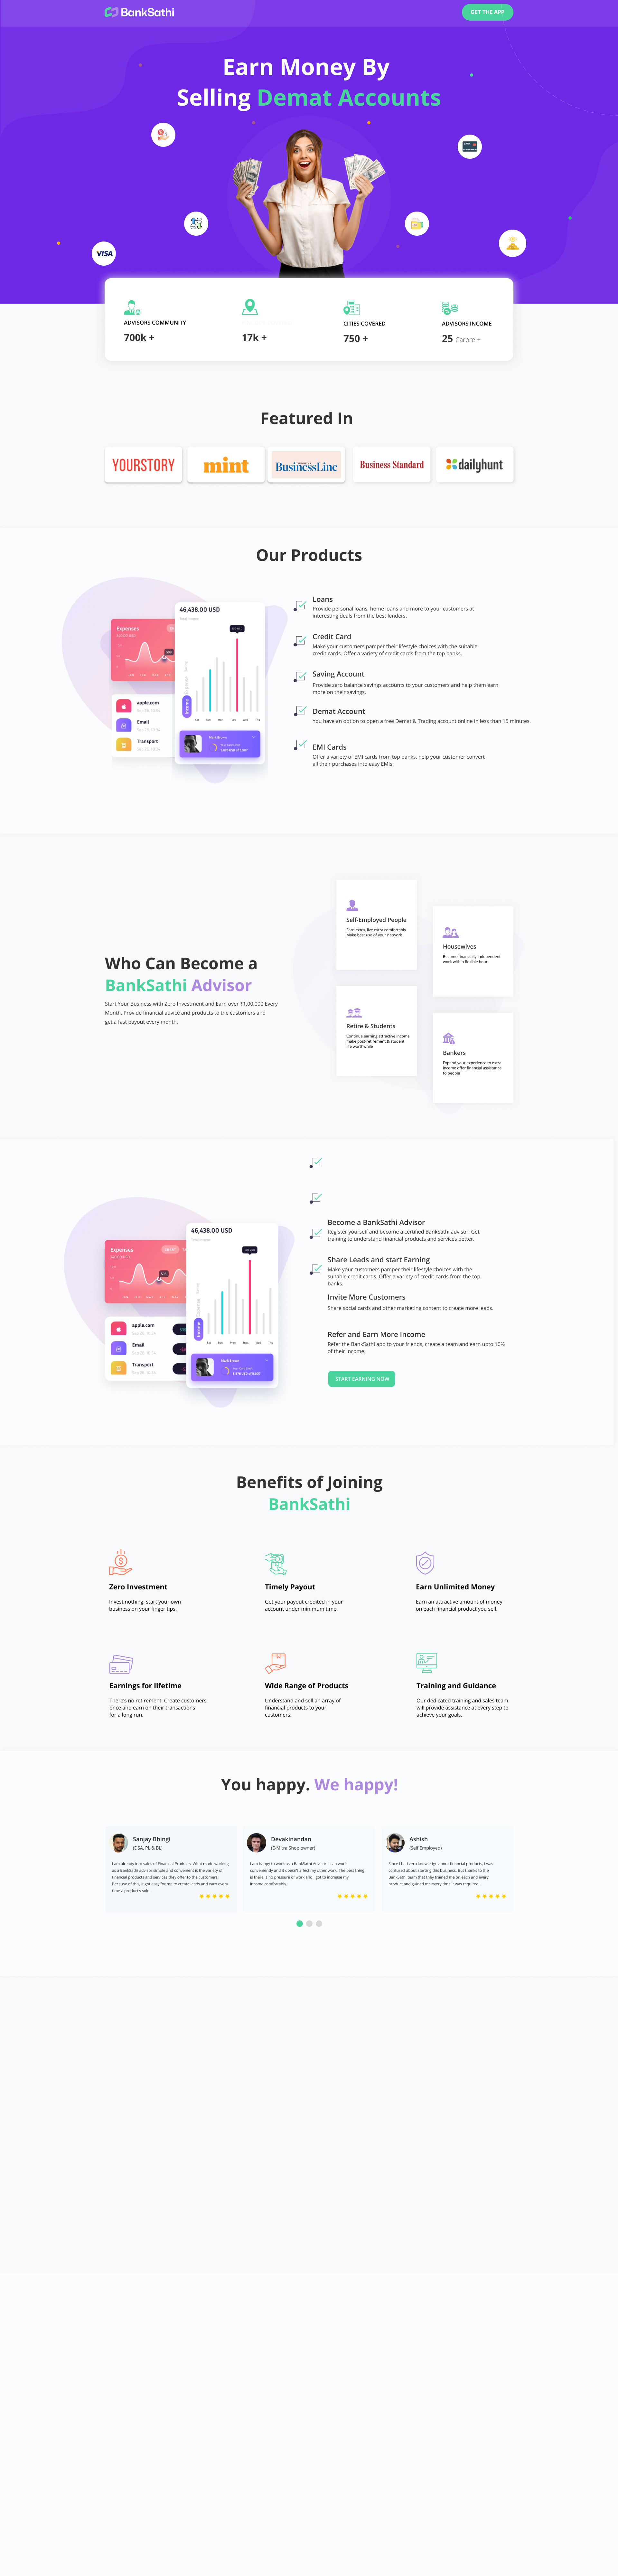 BankSathi
GET THE APP
Earn Money By
Selling Demat Accounts
VISA
ADVISORS COMMUNITY
700k +
17k +
CITIES COVERED
750 +
ADVISORS INCOME
25 Carore +
Featured In
YOURSTORY
mint
BusinessLine
Business Standard
dailyhunt
Our Products
46,438.00 USD
Expenses
Income
Sat Sun Mon Tues Wed Thu
apple.com
Email
Transport
Mark Brown
Loans
Provide personal loans, home loans and more to your customers at
interesting deals from the best lenders.
Credit Card
Make your customers pamper their lifestyle choices with the suitable
credit cards. Offer a variety of credit cards from the top banks.
Saving Account
Provide zero balance savings accounts to your customers and help them earn
more on their savings.
Demat Account
You have an option to open a free Demat & Trading account online in less than 15 minutes.
EMI Cards
Offer a variety of EMI cards from top banks, help your customer convert
all their purchases into easy EMIs.
Who Can Become a
BankSathi Advisor
Start Your Business with Zero Investment and Earn over ₹1,00,000 Every
Month. Provide financial advice and products to the customers and
get a fast payout every month.
Self-Employed People
Earn extra. live extra comfortably
Make best use of your network
Housewives
Become financially independent
work within flexible hours
Retire & Students
Continue earning attractive income
make post-retirement & student
life worthwhile
Bankers
Expand your experience to extra
income offer financial assistance
to people
46,438.00 USD
Expenses
Income
Sat Sun Mon Tues Wed Thu
apple.com
Email
Transport
Mark Brown
Become a BankSathi Advisor
Register yourself and become a certified BankSathi advisor. Get
training to understand financial products and services better.
Share Leads and start Earning
Make your customers pamper their lifestyle choices with the
suitable credit cards. Offer a variety of credit cards from the top
banks.
Invite More Customers
Share social cards and other marketing content to create more leads.
Refer and Earn More Income
Refer the BankSathi app to your friends, create a team and earn upto 10%
of their income.
START EARNING NOW
Benefits of Joining
BankSathi
Zero Investment
Invest nothing, start your own
business on your finger tips.
Timely Payout
Get your payout credited in your
account under minimum time.
Earn Unlimited Money
Earn an attractive amount of money
on each financial product you sell.
Earnings for lifetime
There's no retirement. Create customers
once and earn on their transactions
for a long run.
Wide Range of Products
Understand and sell an array of
financial products to your
customers.
Training and Guidance
Our dedicated training and sales team
will provide assistance at every step to
achieve your goals.
You happy. We happy!
Sanjay Bhingi
(DSA, PL & BL)
I am already into sales of Financial Products, What made working
as a BankSathi advisor simple and convenient is the variety of
financial products and services they offer to the customers.
Because of this, it got easy for me to create leads and earn every
time a product's sold.
Devakinandan
(E-Mitra Shop owner)
I am happy to work as a BankSathi Advisor. I can work
conveniently and it doesn't affect my other work. The best thing
is there is no pressure of work and I get to increase my
income comfortably.
Ashish
(Self Employed)
Since I had zero knowledge about financial products, I was
confused about starting this business. But thanks to the
BankSathi team that they trained me on each and every
product and guided me every time it was required.